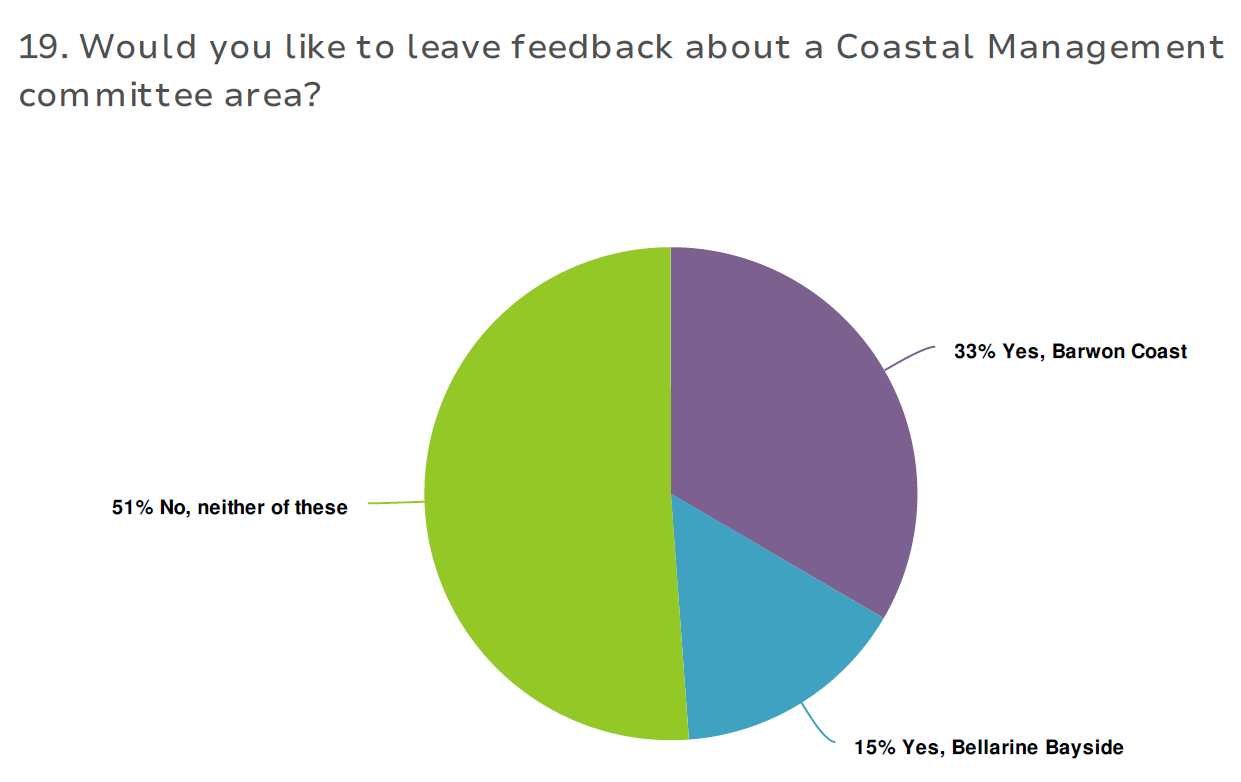 19. Would you like to leave feedback about a Coastal Management
committee area?
33% Yes, Barwon Coast
51% No, neither of these
15% Yes, Bellarine Bayside